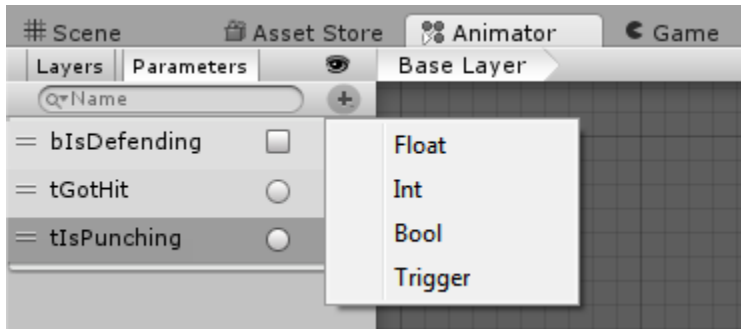 Scene Asset Store Animator Game
Layers Parameters Base Layer
Name
bIsDefending
tGotHit
tIsPunching
Float
Int
Bool
Trigger